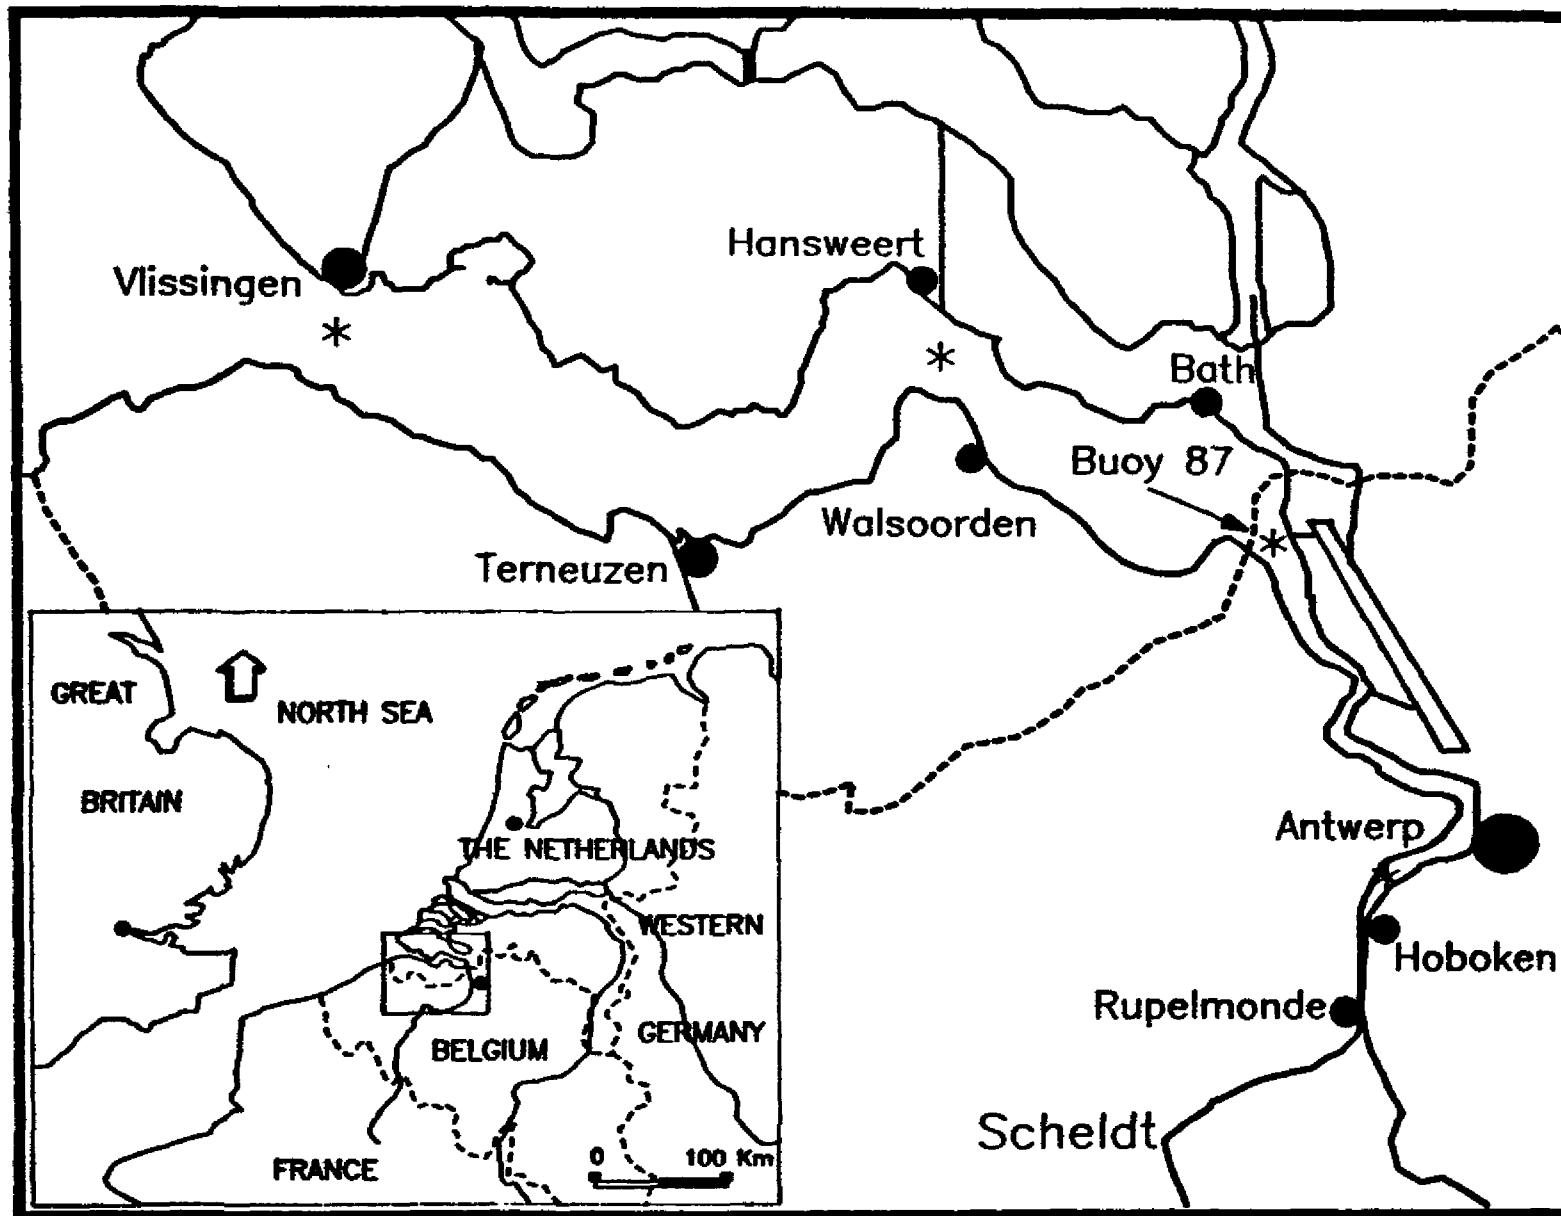 Hansweert
Vlissingen
*
*
Bath
Buoy 87
Walsoorden
*
Terneuzen
GREAT
NORTH SEA
BRITAIN
Antwerp
THE NETHERLANDS
*
WESTERN
Hoboken
Rupelmonde
GERMANY
BELGIUM
Scheldt
FRANCE
0 100 Km